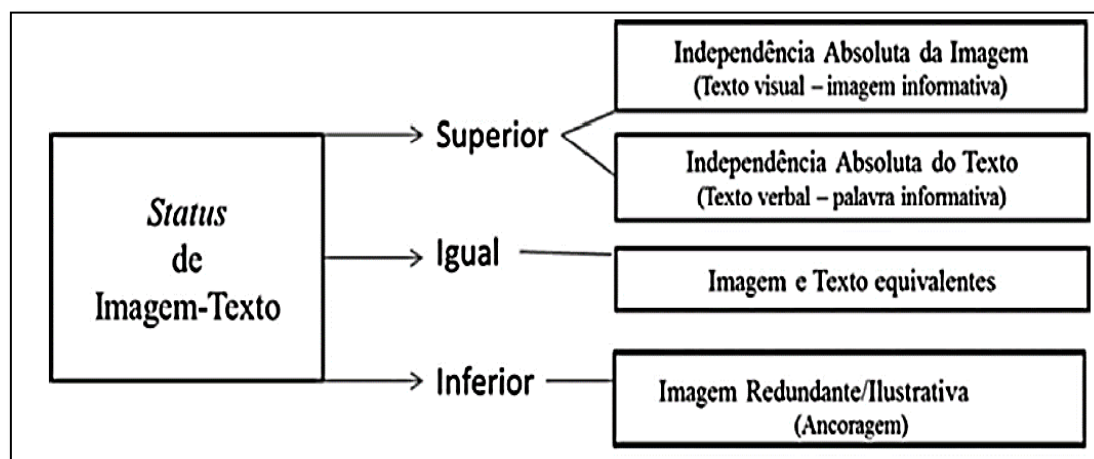 Status
de
Imagem-Texto
Superior
Independência Absoluta da Imagem
(Texto visual – imagem informativa)
Independência Absoluta do Texto
(Texto verbal – palavra informativa)
Igual
Imagem e Texto equivalentes
Inferior
Imagem Redundante/Ilustrativa
(Ancoragem)